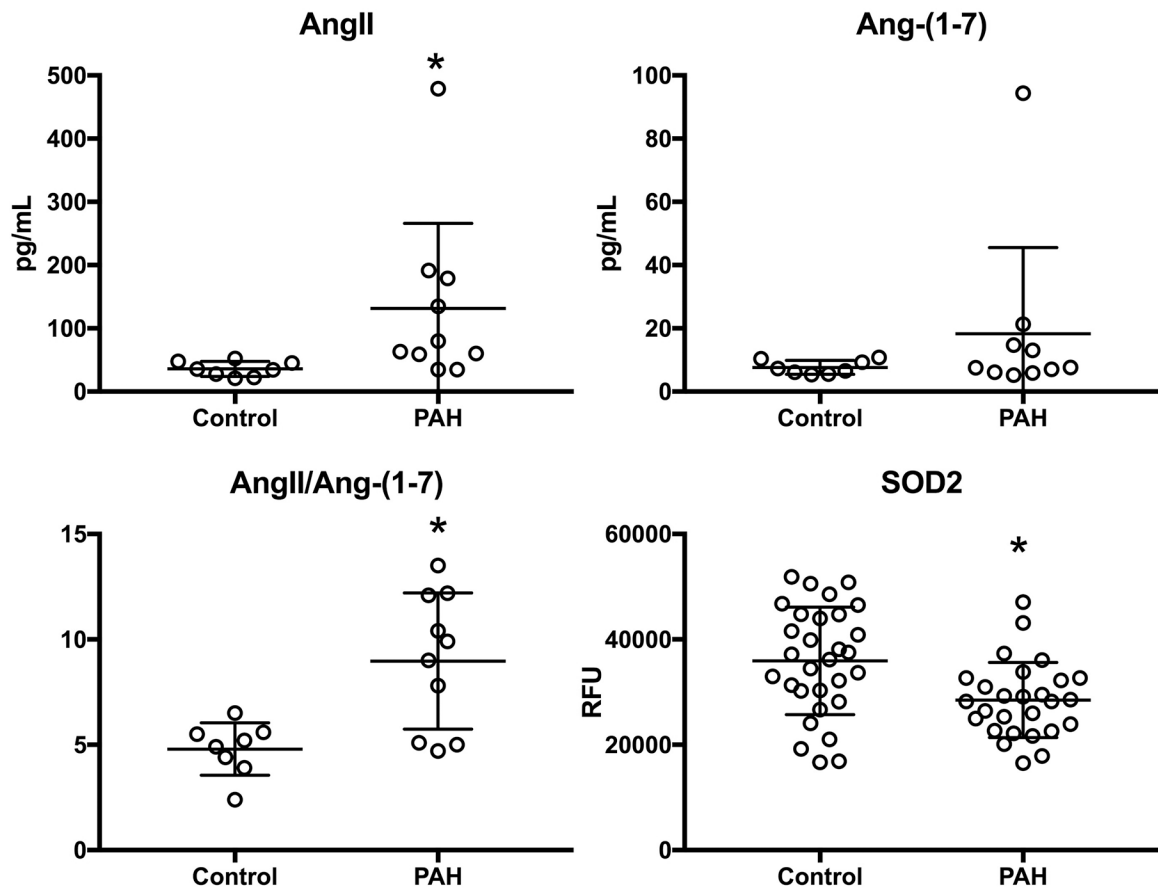 AngII
*
500
400
300
200
100
0
pg/mL
Control PAH
Ang-(1-7)
100
80
60
40
20
0
pg/mL
Control PAH
AngII/Ang-(1-7)
*
15
10
5
0
Control PAH
SOD2
*
60000
40000
20000
0
RFU
Control PAH